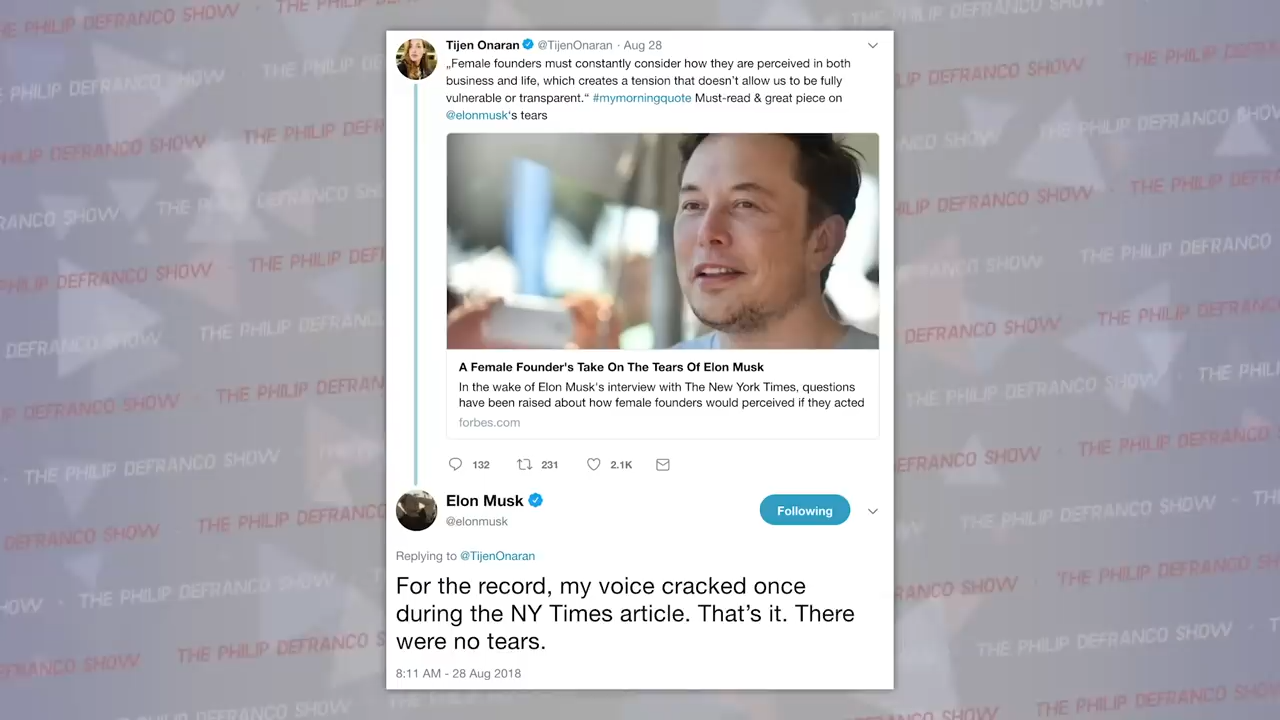 Tijen Onaran @TijenOnaran · Aug 28
„Female founders must constantly consider how they are perceived in both
business and life, which creates a tension that doesn't allow us to be fully
vulnerable or transparent.“ #mymorningquote Must-read & great piece on
@elonmusk's tears
A Female Founder's Take On The Tears Of Elon Musk
In the wake of Elon Musk's interview with The New York Times, questions
have been raised about how female founders would perceived if they acted
forbes.com
132 231 2.1K
Elon Musk
@elonmusk
Following
Replying to @TijenOnaran
For the record, my voice cracked once
during the NY Times article. That's it. There
were no tears.
8:11 AM - 28 Aug 2018
THE PHILIP DEFRANCO SHOW